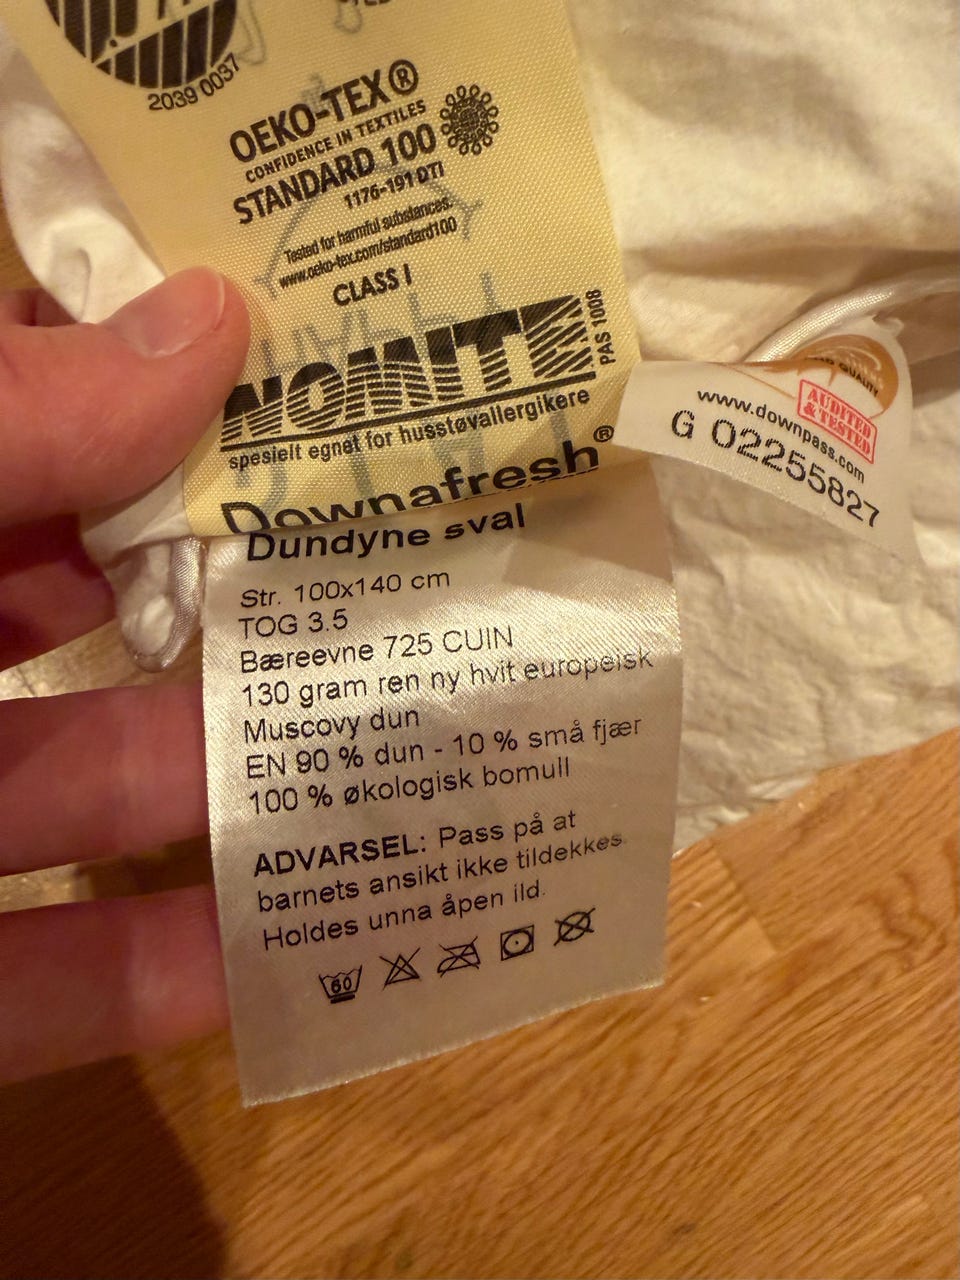 2039 0037
OEKO-TEX®
CONFIDENCE IN TEXTILES
STANDARD 100
1176-191 DTI
Tested for harmful substances.
www.oeko-tex.com/standard100
CLASS I
NOMITE
PAS 1008
spesielt egnet for husstøvallergikere
Downafresh®
Dundyne sval
Str. 100x140 cm
TOG 3.5
Bæreevne 725 CUIN
130 gram ren ny hvit europeisk
Muscovy dun
EN 90 % dun - 10 % små fjær
100 % økologisk bomull
ADVARSEL: Pass på at
barnets ansikt ikke tildekkes.
Holdes unna åpen ild.
60
QUALITY
AUDITED
& TESTED
www.downpass.com
G 02255827